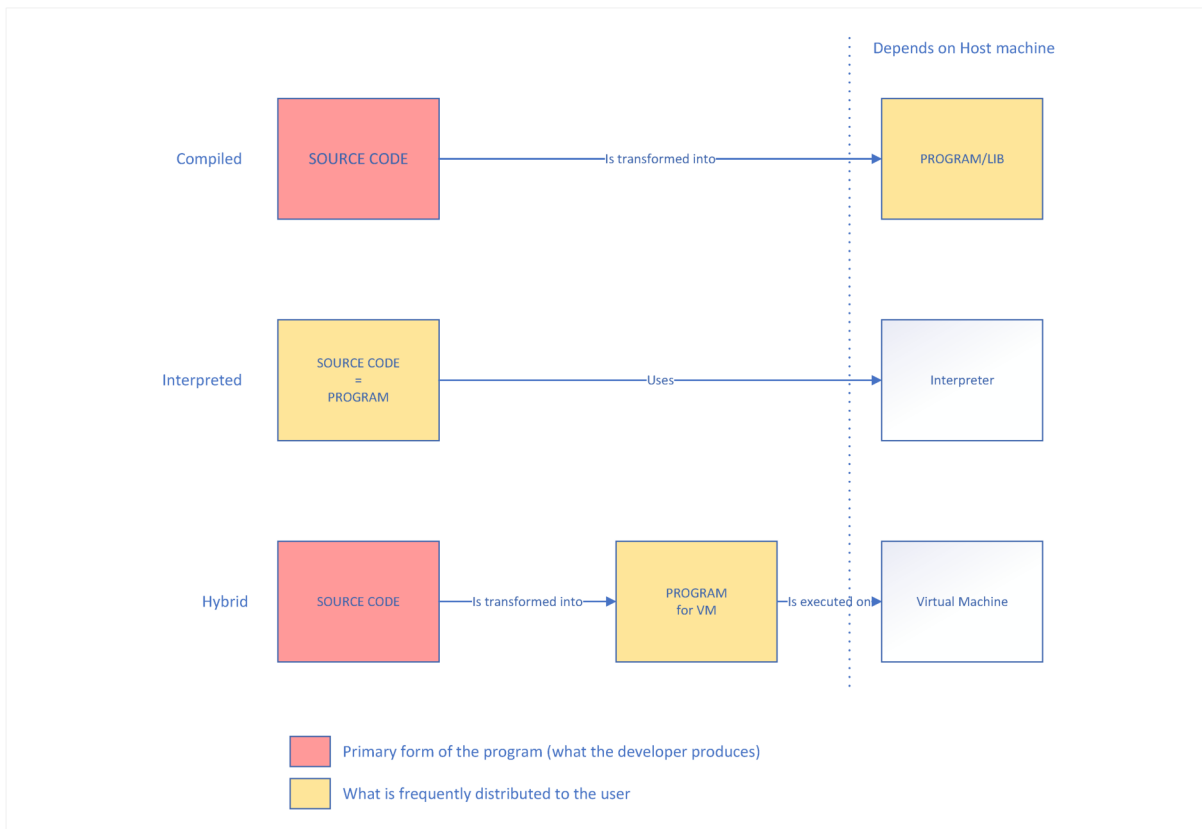 Depends on Host machine
Compiled
SOURCE CODE
Is transformed into
PROGRAM/LIB
Interpreted
SOURCE CODE
=
PROGRAM
Uses
Interpreter
Hybrid
SOURCE CODE
Is transformed into
PROGRAM
for VM
Is executed on
Virtual Machine
Primary form of the program (what the developer produces)
What is frequently distributed to the user